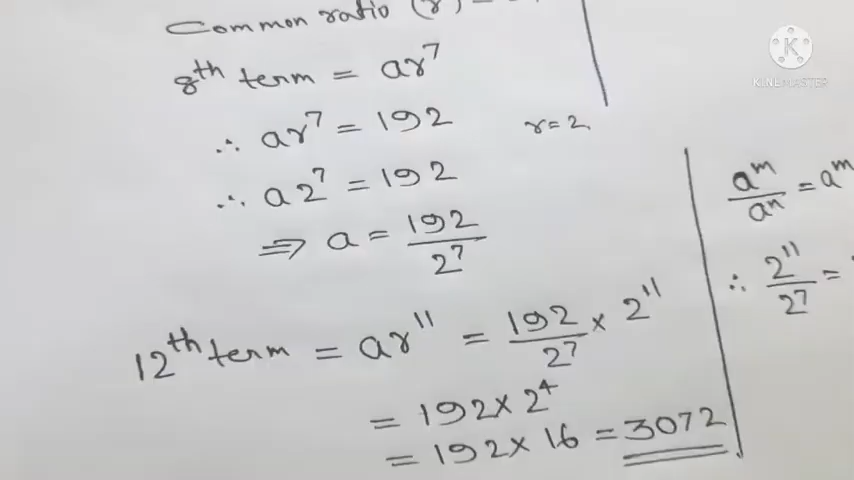 Common ratio (r) =
8th term = ar⁷
∴ ar⁷ = 192
r = 2
∴ a2⁷ = 192
⇒ a = 192/2⁷
12th term = ar¹¹ = 192/2⁷ × 2¹¹
= 192 × 2⁴
= 192 × 16 = 3072
aᵐ/aⁿ = aᵐ
∴ 2¹¹/2⁷ =
K
KINEMASTER